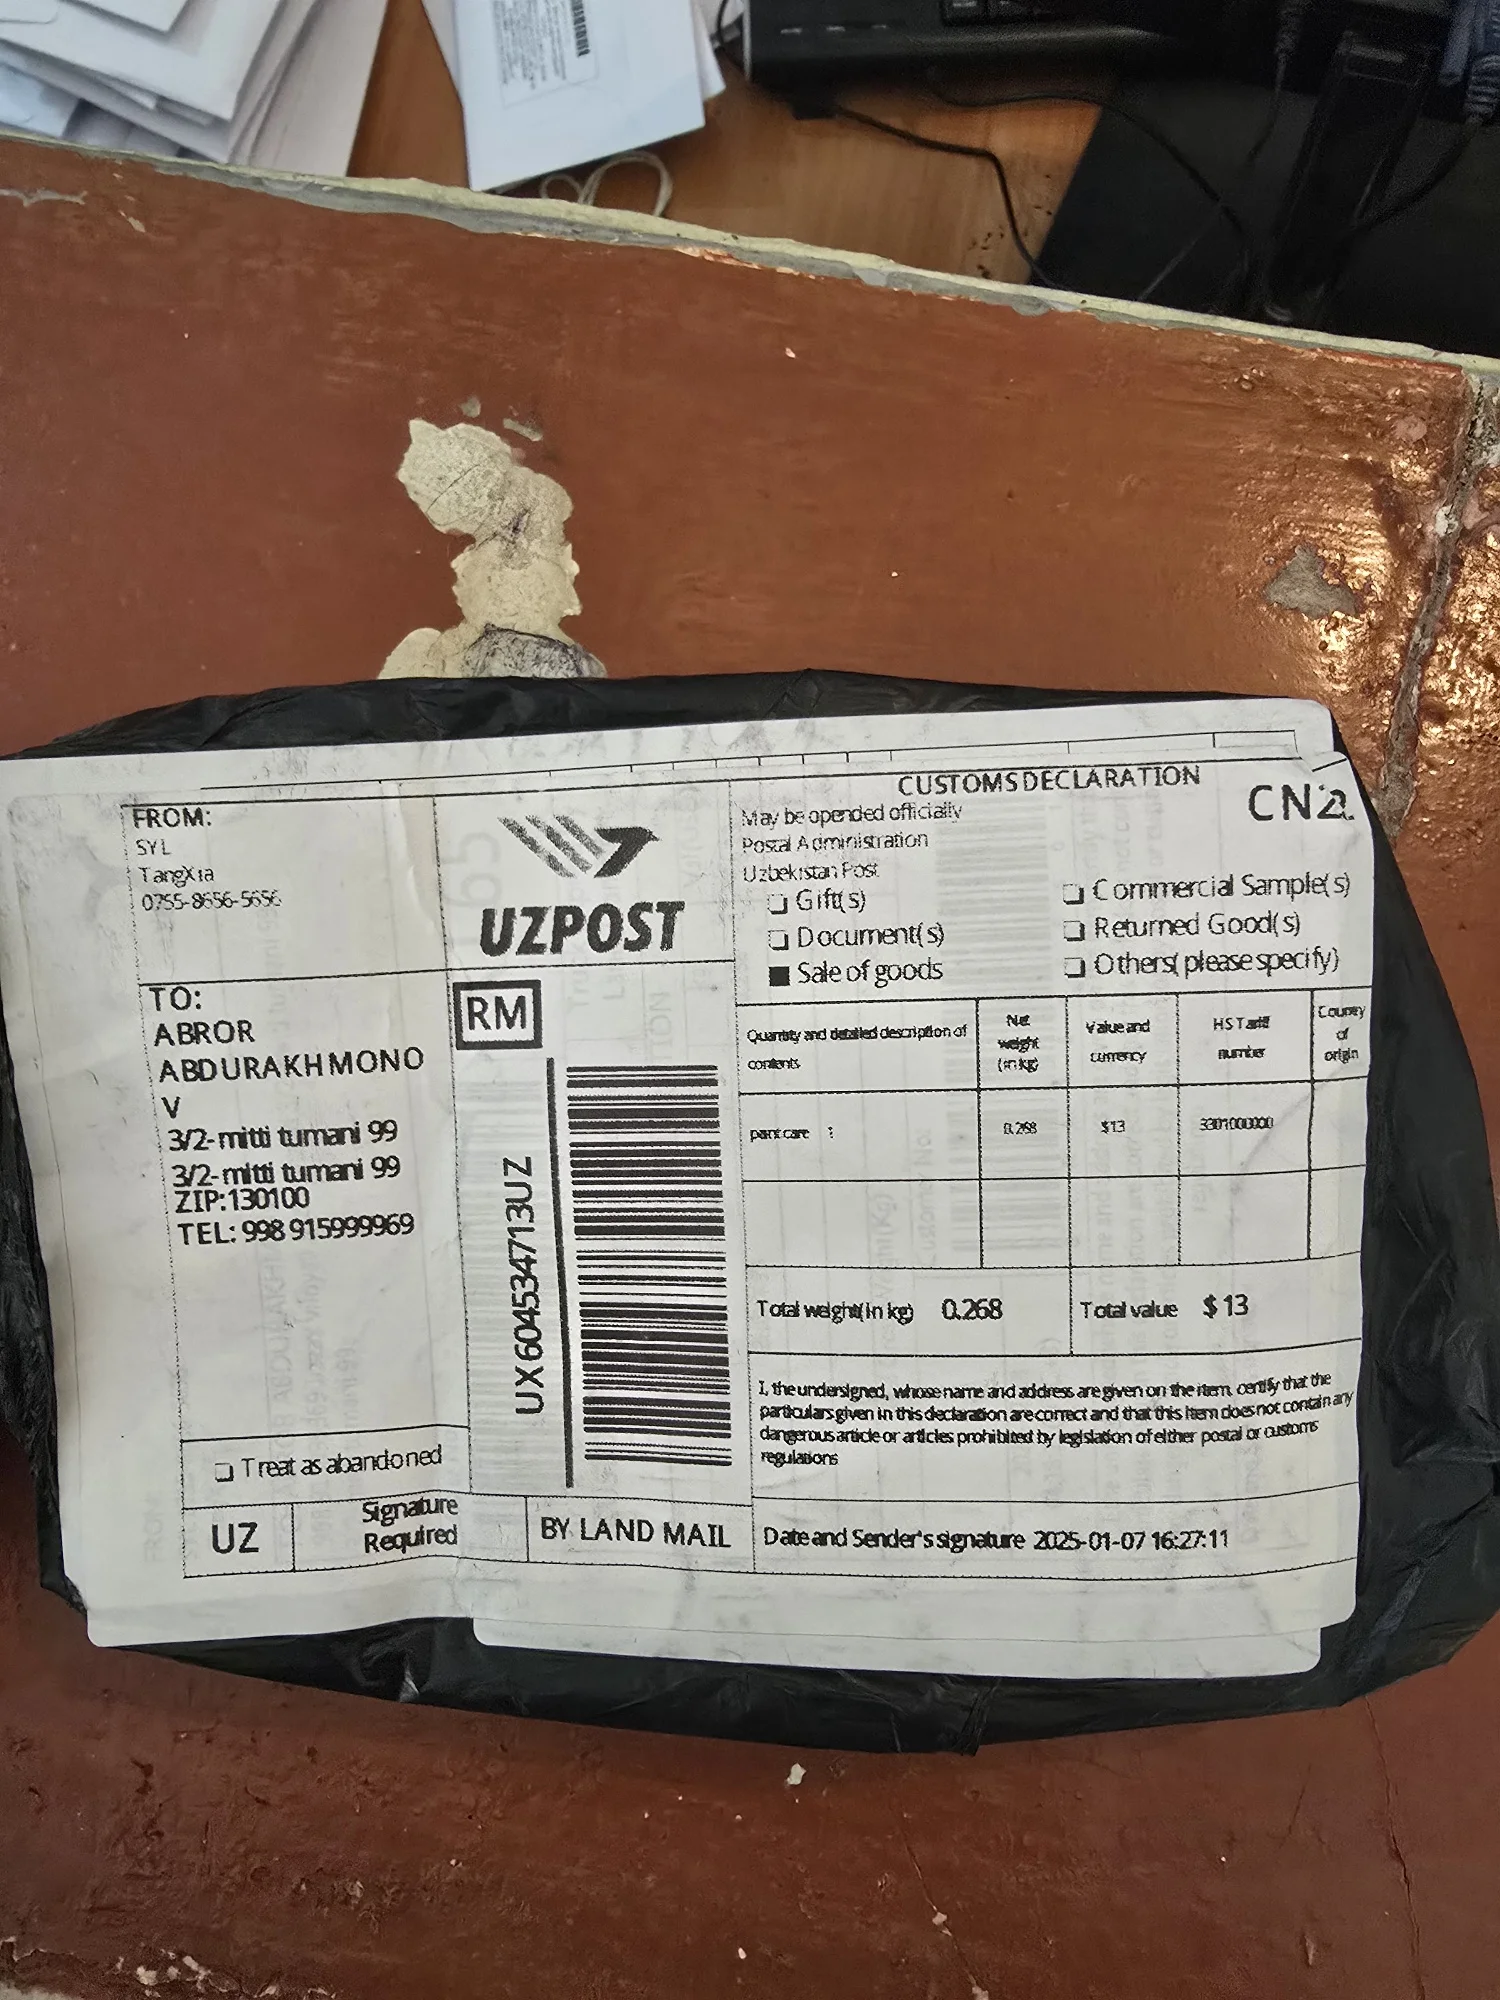 FROM:
SYL
TangXia
0755-8656-5656
UZPOST
CUSTOMS DECLARATION
May be opended officially
Postal Administration
Uzbekistan Post
CN2
Gift(s)
Document(s)
Sale of goods
Commercial Sample(s)
Returned Good(s)
Others(please specify)
TO:
ABROR
ABDURAKHMONO
V
3/2-mitti tumani 99
3/2-mitti tumani 99
ZIP:130100
TEL: 998 915999969
RM
UX604534713UZ
Quantity and detailed description of
contents
Net
weight
(in kg)
Value and
currency
HS Tariff
number
Country
of
origin
0.268
$13
3301000000
Total weight(in kg) 0.268
Total value $ 13
I, the undersigned, whose name and address are given on the item, certify that the
particulars given in this declaration are correct and that this item does not contain any
dangerous article or articles prohibited by legislation of either postal or customs
regulations
Treat as abandoned
UZ
Signature
Required
BY LAND MAIL
Date and Sender's signature 2025-01-07 16:27:11